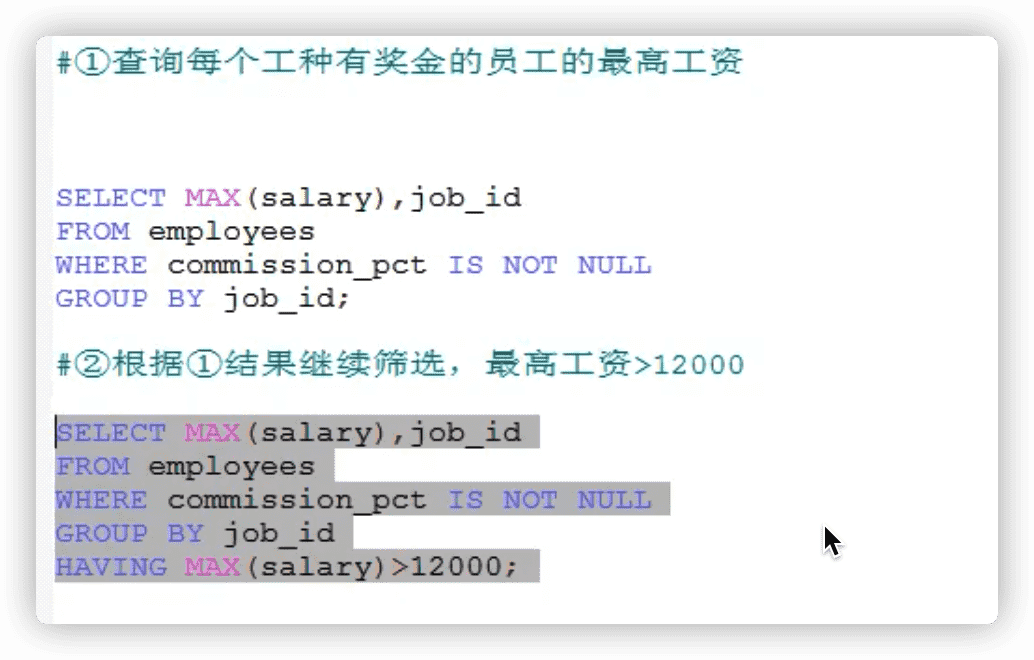 #①查询每个工种有奖金的员工的最高工资
SELECT MAX(salary),job_id
FROM employees
WHERE commission_pct IS NOT NULL
GROUP BY job_id;
#②根据①结果继续筛选，最高工资>12000
SELECT MAX(salary),job_id
FROM employees
WHERE commission_pct IS NOT NULL
GROUP BY job_id
HAVING MAX(salary)>12000;